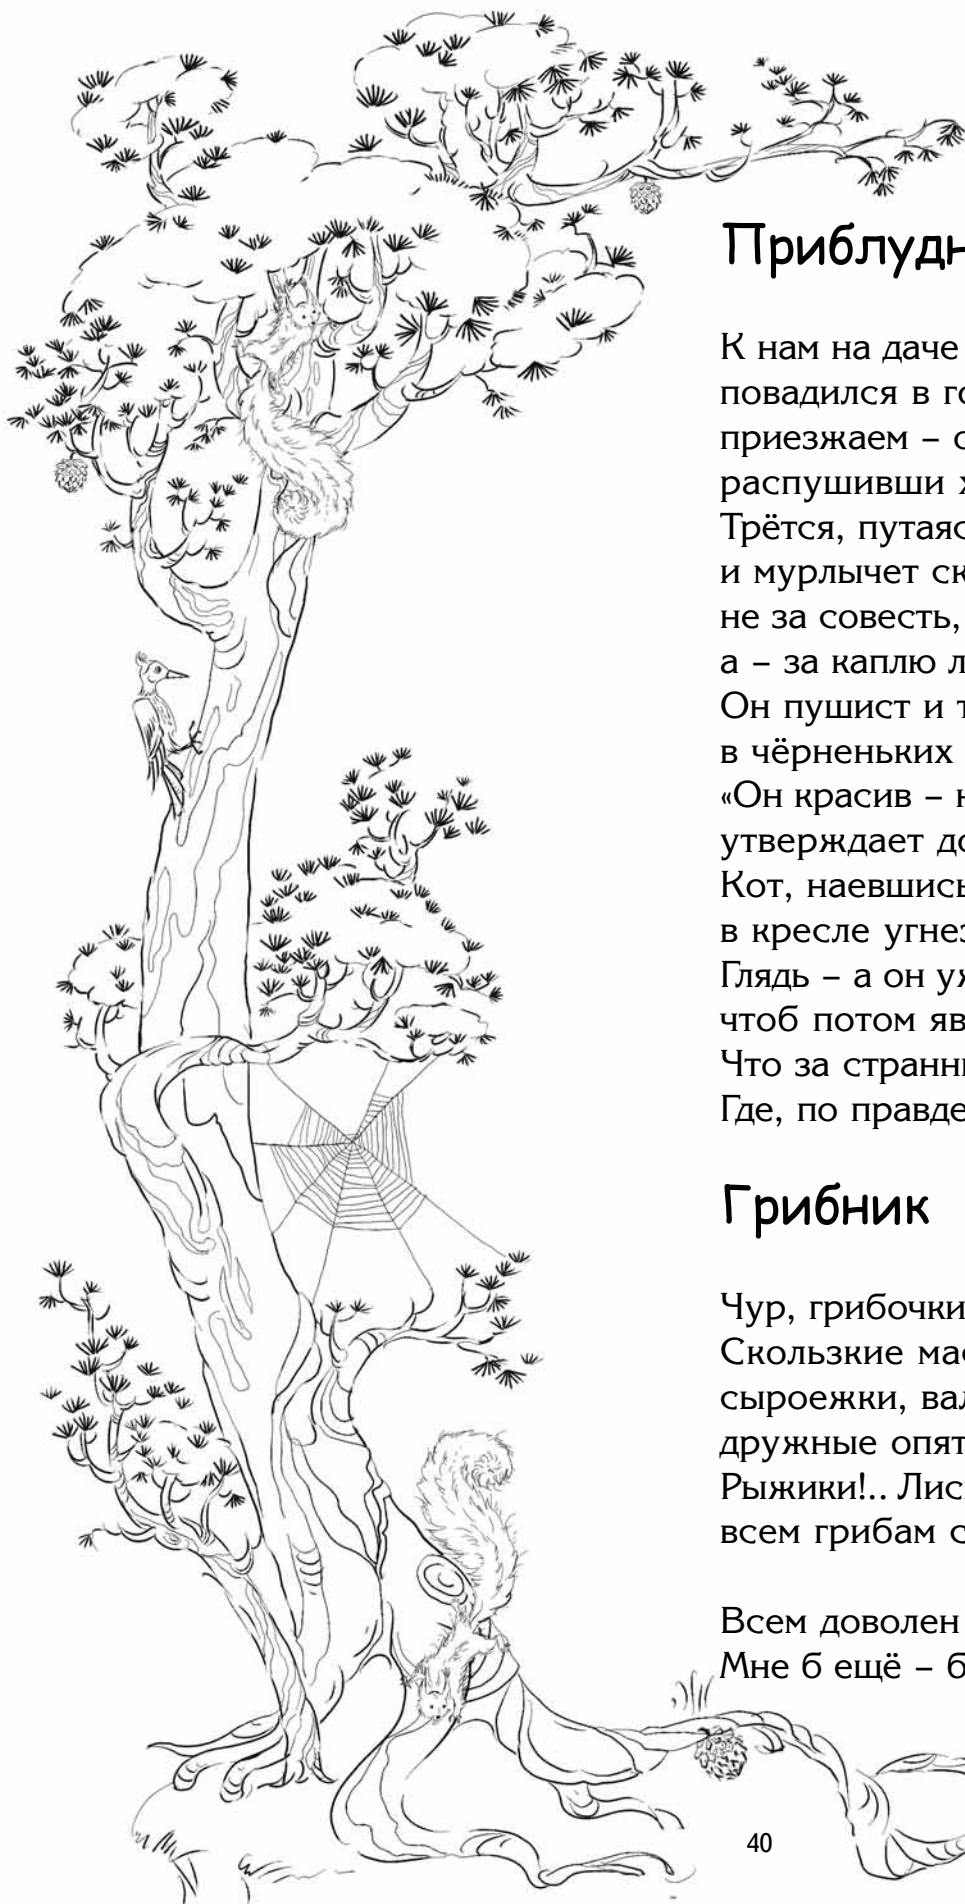 Приблудн
К нам на даче
повадился в го
приезжаем –
распушивши
Трётся, путаяс
и мурлычет ск
не за совесть,
а – за каплю л
Он пушист и т
в чёрненьких
«Он красив – н
утверждает до
Кот, наевшись
в кресле угнез
Глядь – а он уж
чтоб потом яв
Что за странн
Где, по правде
Грибник
Чур, грибочки
Скользкие мас
сыроежки, вал
дружные опят
Рыжики!.. Лис
всем грибам с
Всем доволен
Мне б ещё – б
40